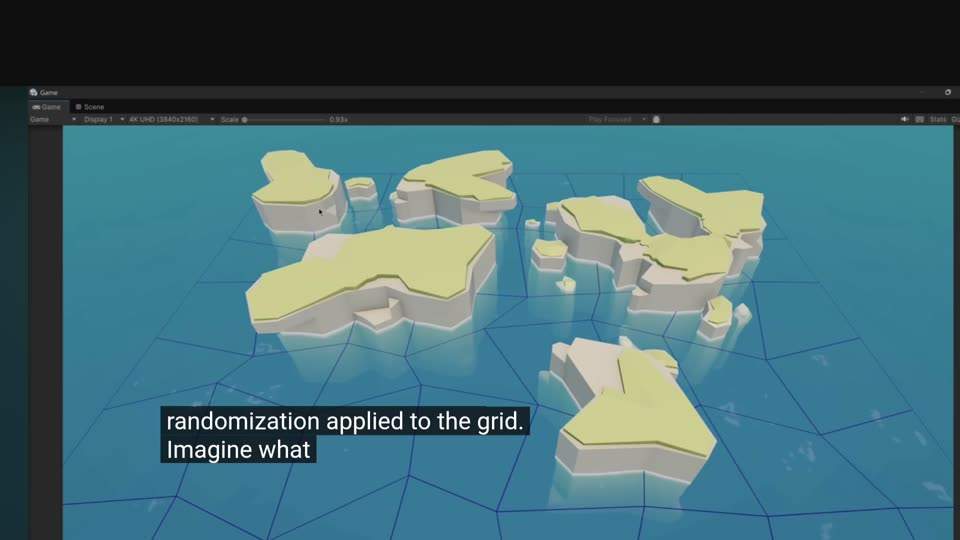 Game
Game Scene
Game Display 1 4K UHD (3840x2160) Scale 0.93x Play Focused Stats
randomization applied to the grid.
Imagine what